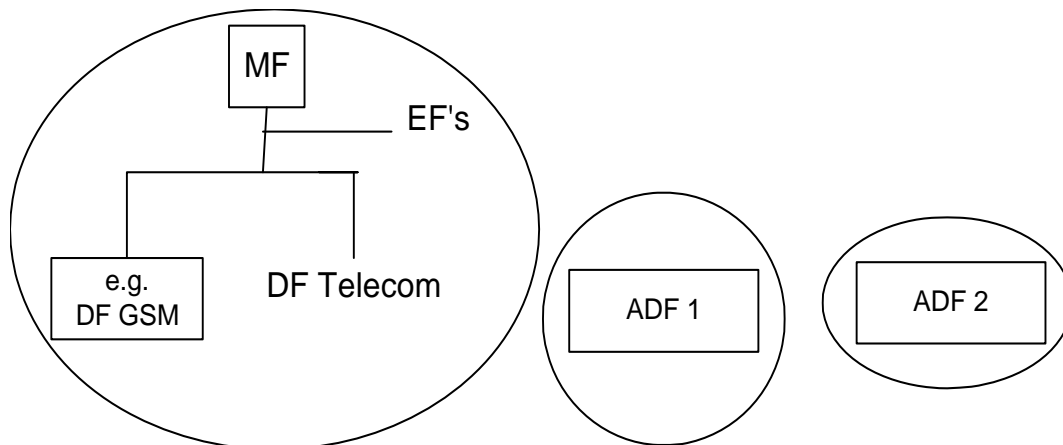 MF
EF's
e.g.
DF GSM
DF Telecom
ADF 1
ADF 2